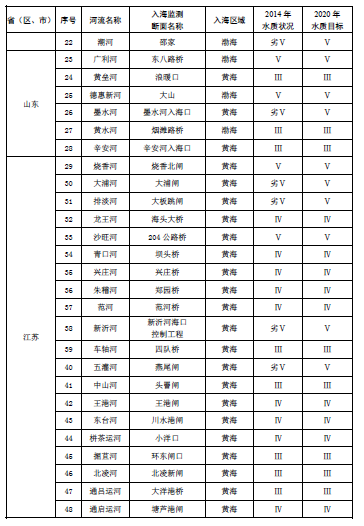 省（区、市） 序号 河流名称 入海监测断面名称 入海区域 2014 年水质状况 2020 年水质目标
22 潮河 邵家 渤海 劣Ⅴ Ⅴ
山东
23 广利河 东八路桥 渤海 Ⅴ Ⅴ
24 黄垒河 浪暖口 黄海 Ⅲ Ⅲ
25 德惠新河 大山 渤海 劣Ⅴ Ⅴ
26 墨水河 墨水河入海口 黄海 劣Ⅴ Ⅴ
27 黄水河 烟潍路桥 渤海 Ⅲ Ⅲ
28 辛安河 辛安河入海口 黄海 Ⅲ Ⅲ
江苏
29 烧香河 烧香北闸 黄海 Ⅴ Ⅴ
30 大浦河 大浦闸 黄海 劣Ⅴ Ⅴ
31 排淡河 大板跳闸 黄海 劣Ⅴ Ⅴ
32 龙王河 海头大桥 黄海 Ⅳ Ⅳ
33 沙旺河 204 公路桥 黄海 Ⅴ Ⅴ
34 青口河 坝头桥 黄海 Ⅳ Ⅳ
35 兴庄河 兴庄桥 黄海 Ⅳ Ⅳ
36 朱稽河 郑园桥 黄海 Ⅳ Ⅳ
37 范河 范河桥 黄海 Ⅳ Ⅳ
38 新沂河 新沂河海口控制工程 黄海 劣Ⅴ Ⅴ
39 车轴河 四队桥 黄海 Ⅲ Ⅲ
40 五灌河 燕尾闸 黄海 劣Ⅴ Ⅴ
41 中山河 头罾闸 黄海 Ⅲ Ⅲ
42 王港河 王港闸 黄海 Ⅳ Ⅳ
43 东台河 川水港闸 黄海 Ⅳ Ⅳ
44 栟茶运河 小洋口 黄海 Ⅳ Ⅳ
45 掘苴河 环东闸口 黄海 Ⅲ Ⅲ
46 北凌河 北凌新闸 黄海 Ⅲ Ⅲ
47 通吕运河 大洋港桥 黄海 Ⅲ Ⅲ
48 通启运河 塘芦港闸 黄海 Ⅳ Ⅳ